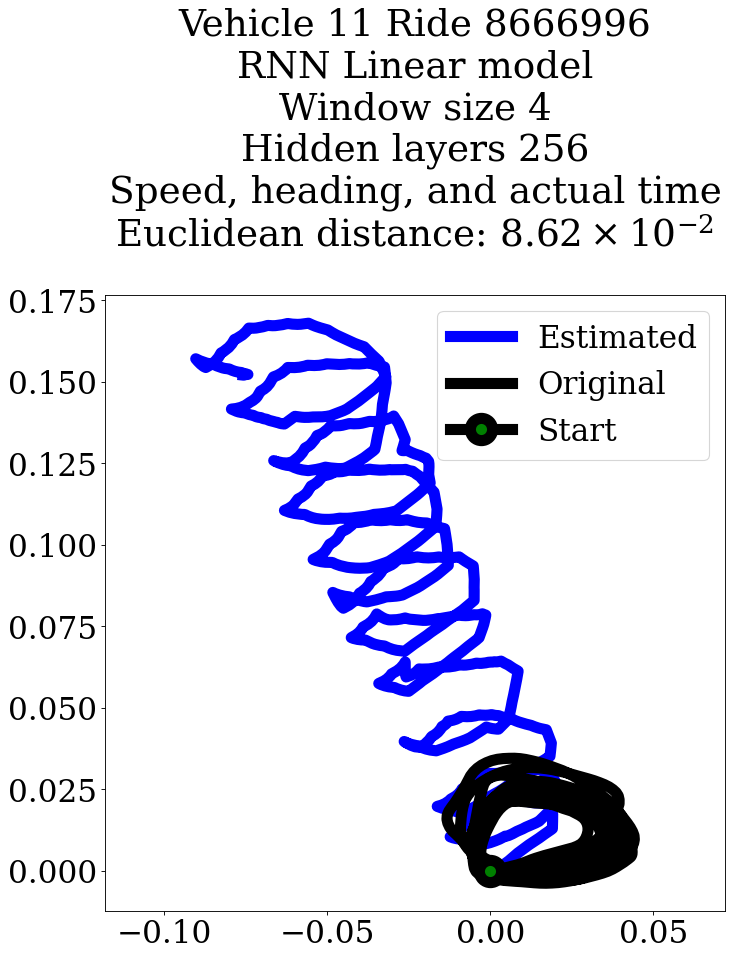 Vehicle 11 Ride 8666996
RNN Linear model
Window size 4
Hidden layers 256
Speed, heading, and actual time
Euclidean distance: 8.62 × 10⁻²
0.175
0.150
0.125
0.100
0.075
0.050
0.025
0.000
Estimated
Original
Start
−0.10 −0.05 0.00 0.05